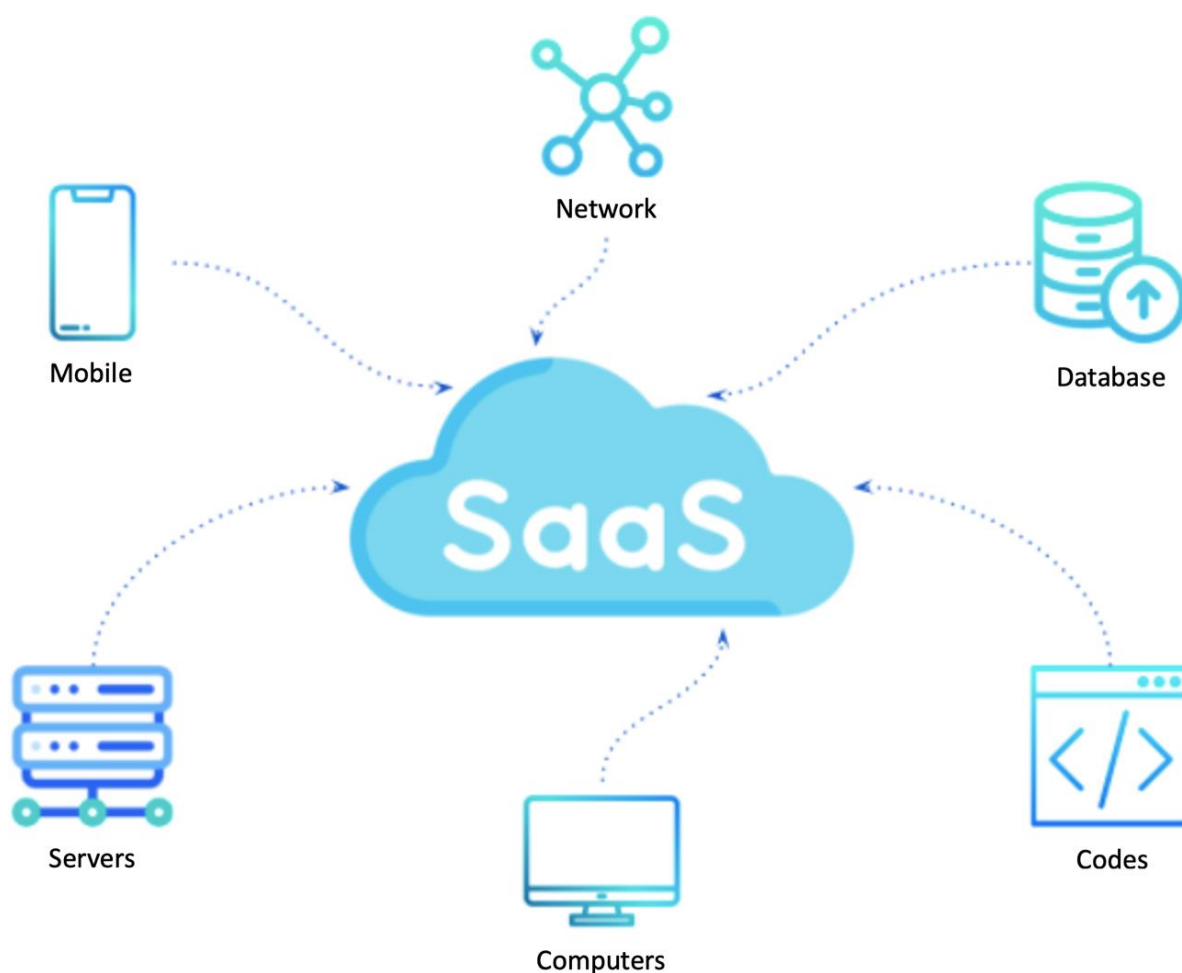 Network
Mobile
Database
SaaS
Servers
Codes
Computers